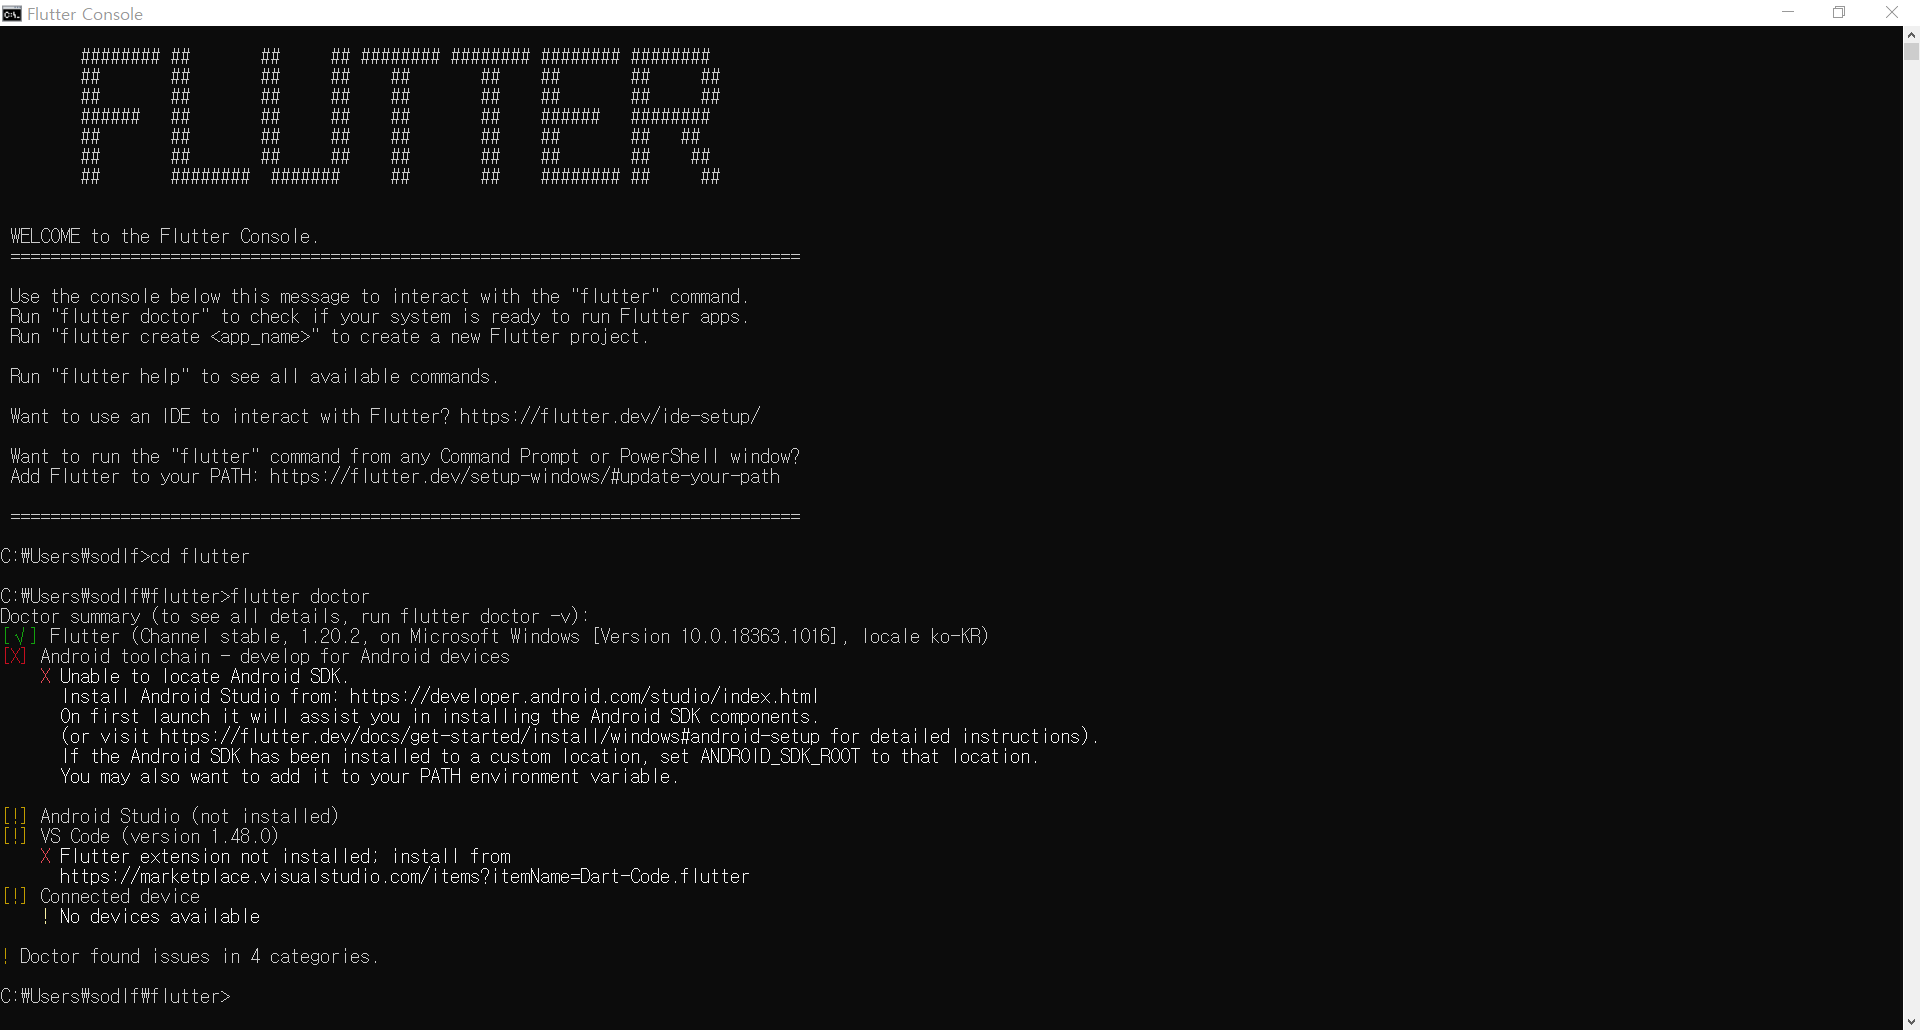 Flutter Console
######## ##       ##     ## ######## ######## ######## ########
##       ##       ##     ##    ##       ##    ##       ##     ##
##       ##       ##     ##    ##       ##    ##       ##     ##
######   ##       ##     ##    ##       ##    ######   ########
##       ##       ##     ##    ##       ##    ##       ##   ##
##       ##       ##     ##    ##       ##    ##       ##    ##
##       ########  #######     ##       ##    ######## ##     ##
WELCOME to the Flutter Console.
===============================================================================
Use the console below this message to interact with the "flutter" command.
Run "flutter doctor" to check if your system is ready to run Flutter apps.
Run "flutter create <app_name>" to create a new Flutter project.
Run "flutter help" to see all available commands.
Want to use an IDE to interact with Flutter? https://flutter.dev/ide-setup/
Want to run the "flutter" command from any Command Prompt or PowerShell window?
Add Flutter to your PATH: https://flutter.dev/setup-windows/#update-your-path
===============================================================================
C:₩Users₩sodlf>cd flutter
C:₩Users₩sodlf₩flutter>flutter doctor
Doctor summary (to see all details, run flutter doctor -v):
[√] Flutter (Channel stable, 1.20.2, on Microsoft Windows [Version 10.0.18363.1016], locale ko-KR)
[X] Android toolchain - develop for Android devices
X Unable to locate Android SDK.
Install Android Studio from: https://developer.android.com/studio/index.html
On first launch it will assist you in installing the Android SDK components.
(or visit https://flutter.dev/docs/get-started/install/windows#android-setup for detailed instructions).
If the Android SDK has been installed to a custom location, set ANDROID_SDK_ROOT to that location.
You may also want to add it to your PATH environment variable.
[!] Android Studio (not installed)
[!] VS Code (version 1.48.0)
X Flutter extension not installed; install from
https://marketplace.visualstudio.com/items?itemName=Dart-Code.flutter
[!] Connected device
! No devices available
! Doctor found issues in 4 categories.
C:₩Users₩sodlf₩flutter>